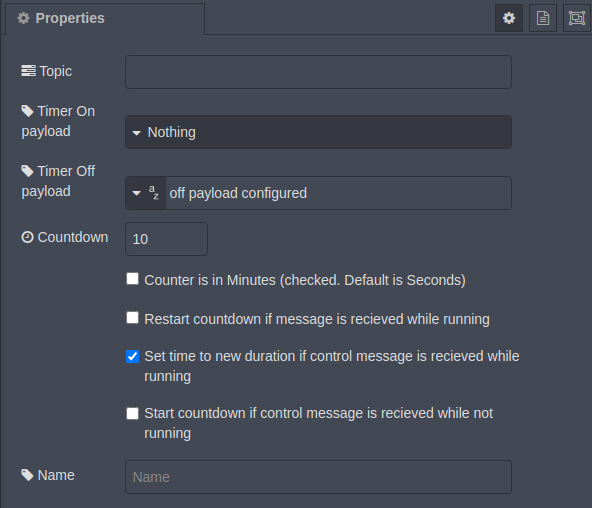 Properties
Topic
Timer On
payload
Nothing
Timer Off
payload
az off payload configured
Countdown
10
Counter is in Minutes (checked. Default is Seconds)
Restart countdown if message is recieved while running
Set time to new duration if control message is recieved while
running
Start countdown if control message is recieved while not
running
Name
Name